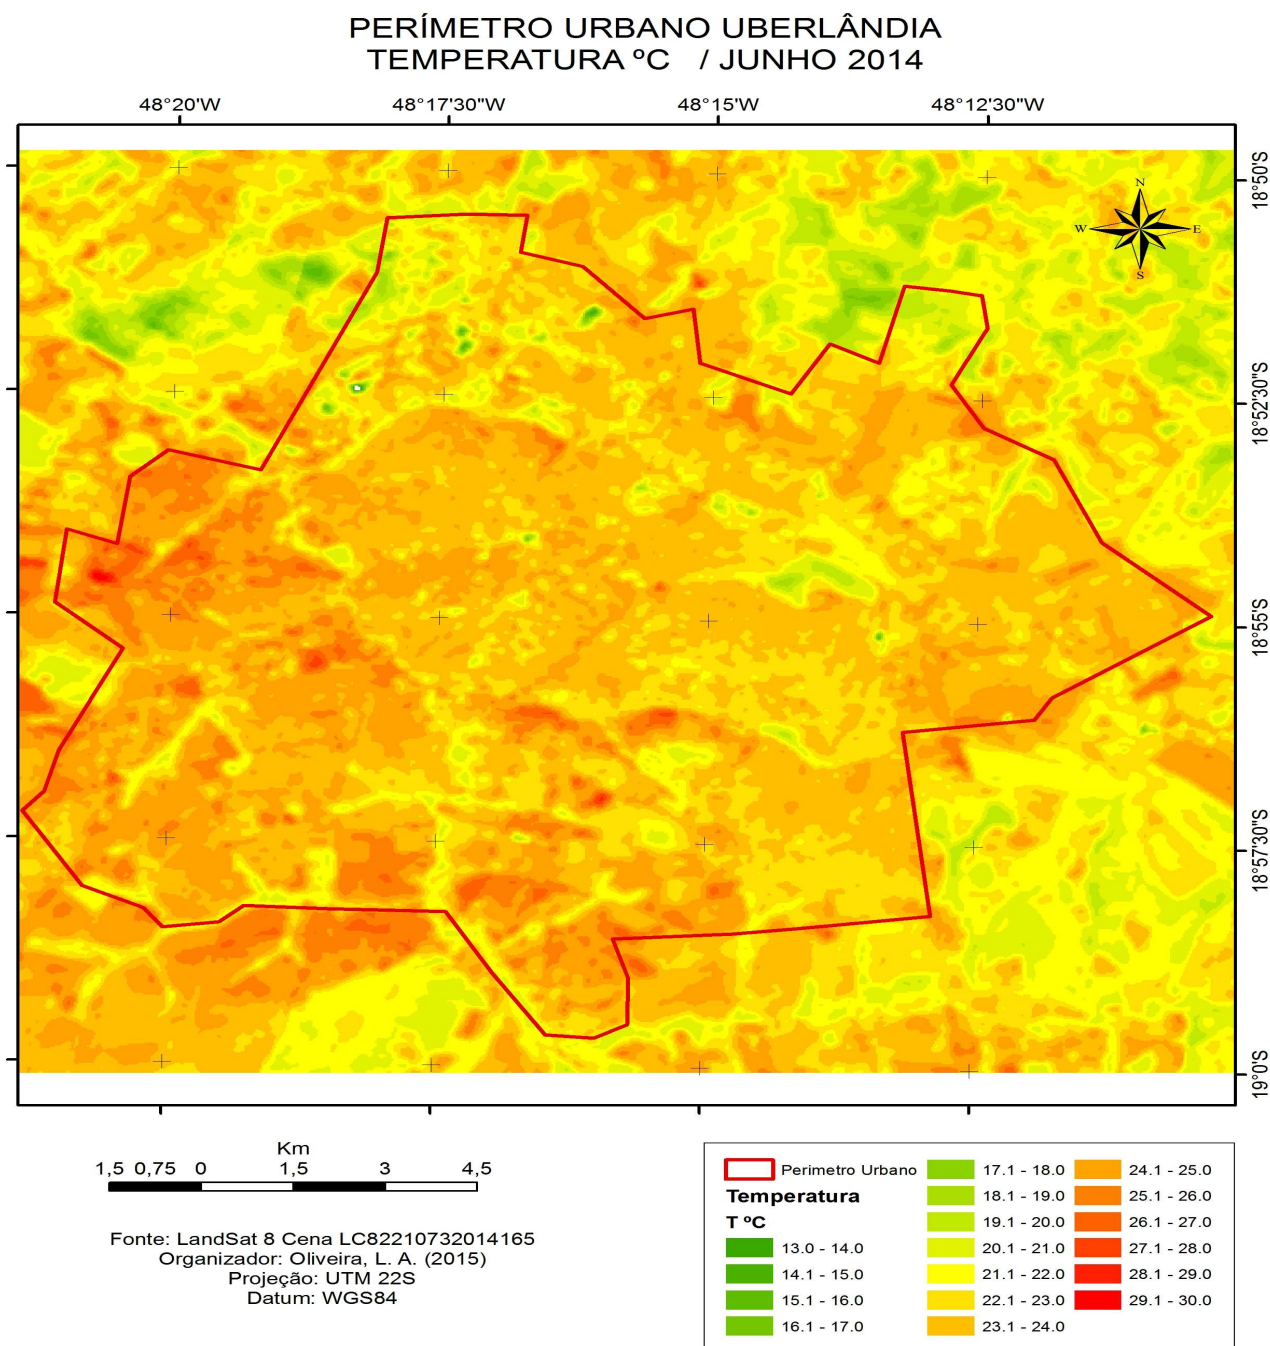 PERÍMETRO URBANO UBERLÂNDIA
TEMPERATURA ºC / JUNHO 2014
48°20'W
48°17'30"W
48°15'W
48°12'30"W
18°50'S
18°52'30"S
18°55'S
18°57'30"S
19°0'S
N
W
E
S
Km
1,5 0,75 0 1,5 3 4,5
Fonte: LandSat 8 Cena LC82210732014165
Organizador: Oliveira, L. A. (2015)
Projeção: UTM 22S
Datum: WGS84
Perimetro Urbano
Temperatura
T ºC
13.0 - 14.0
14.1 - 15.0
15.1 - 16.0
16.1 - 17.0
17.1 - 18.0
18.1 - 19.0
19.1 - 20.0
20.1 - 21.0
21.1 - 22.0
22.1 - 23.0
23.1 - 24.0
24.1 - 25.0
25.1 - 26.0
26.1 - 27.0
27.1 - 28.0
28.1 - 29.0
29.1 - 30.0